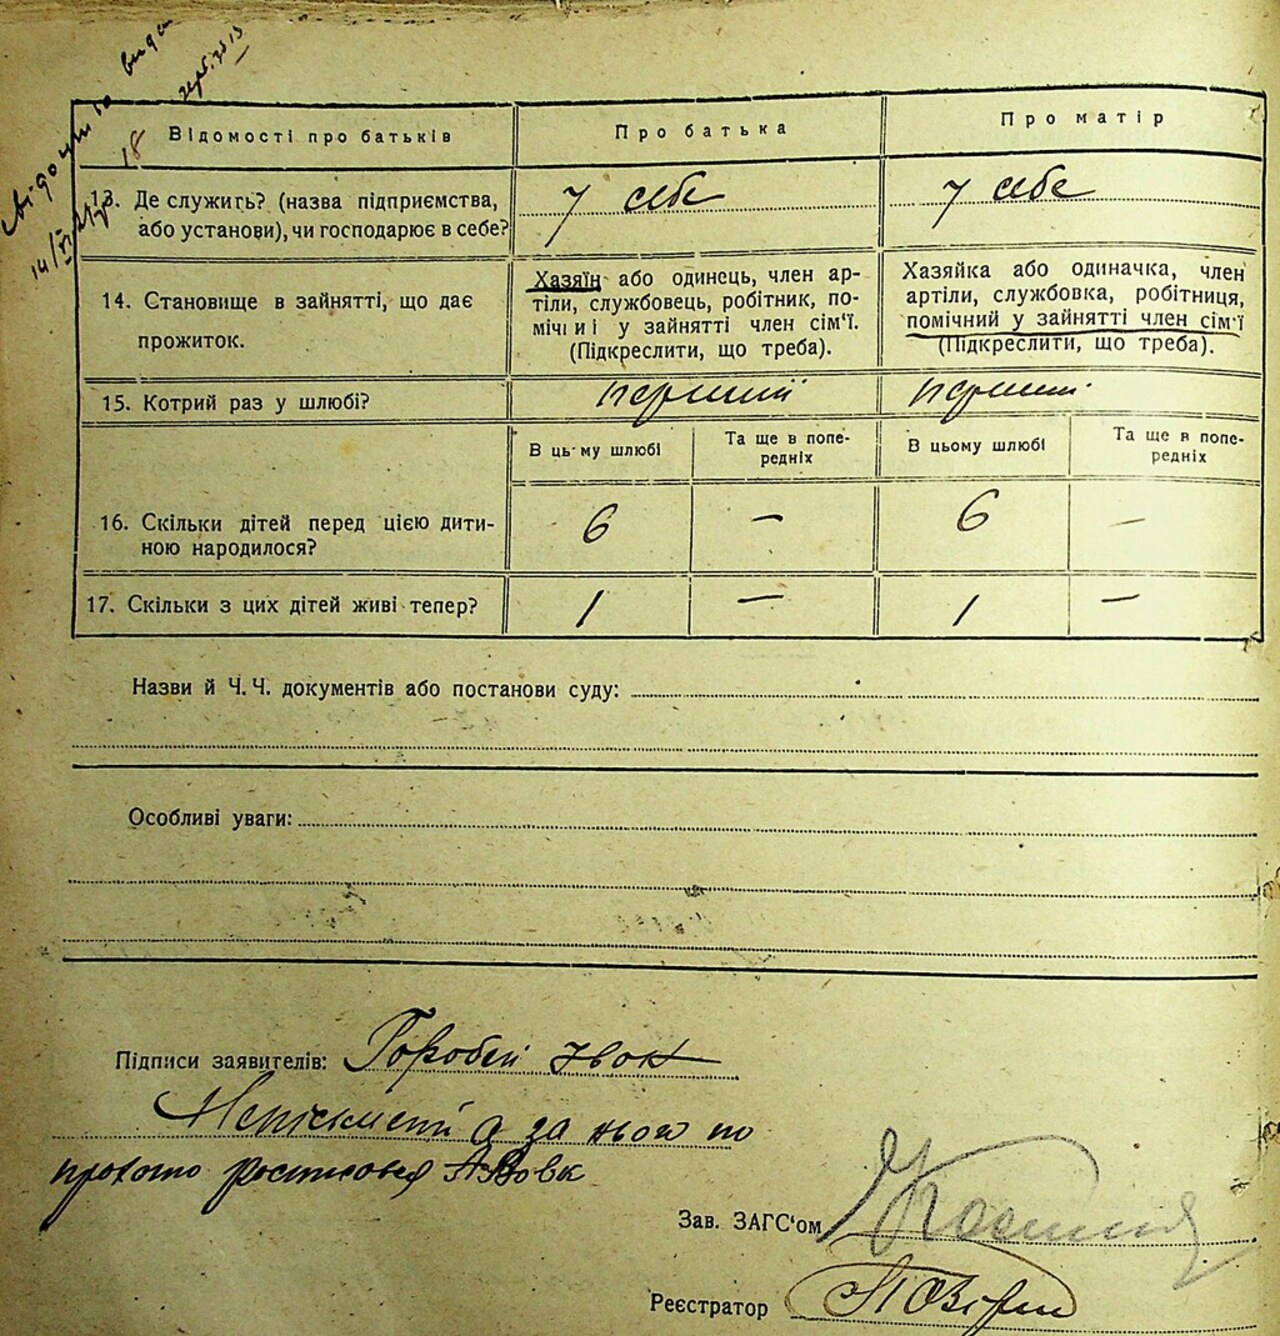 18
Відомості про батьків
Про батька
Про матір
13. Де служить? (назва підприємства,
або установи), чи господарює в себе?
у себе
у себе
14. Становище в зайнятті, що дає
прожиток.
Хазяїн або одинець, член ар-
тіли, службовець, робітник, по-
мічниі у зайнятті член сім'ї.
(Підкреслити, що треба).
Хазяйка або одиначка, член
артіли, службовка, робітниця,
помічний у зайнятті член сім'ї
(Підкреслити, що треба).
15. Котрий раз у шлюбі?
перший
перший
В цьому шлюбі
Та ще в попе-
редніх
В цьому шлюбі
Та ще в попе-
редніх
16. Скільки дітей перед цією дити-
ною народилося?
6
—
6
—
17. Скільки з цих дітей живі тепер?
1
—
1
—
Назви й Ч. Ч. документів або постанови суду:
Особливі уваги:
Підписи заявителів: Горобей
а за нього по
Зав. ЗАГС'ом
Реєстратор